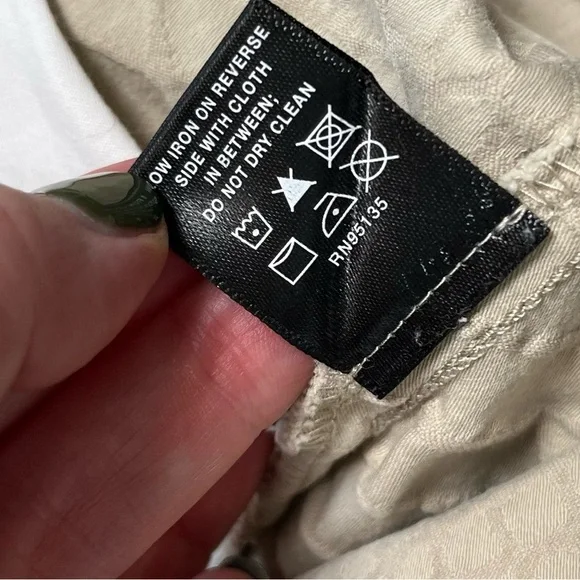 OW IRON ON REVERSE
SIDE WITH CLOTH
IN BETWEEN;
DO NOT DRY CLEAN
RN95135